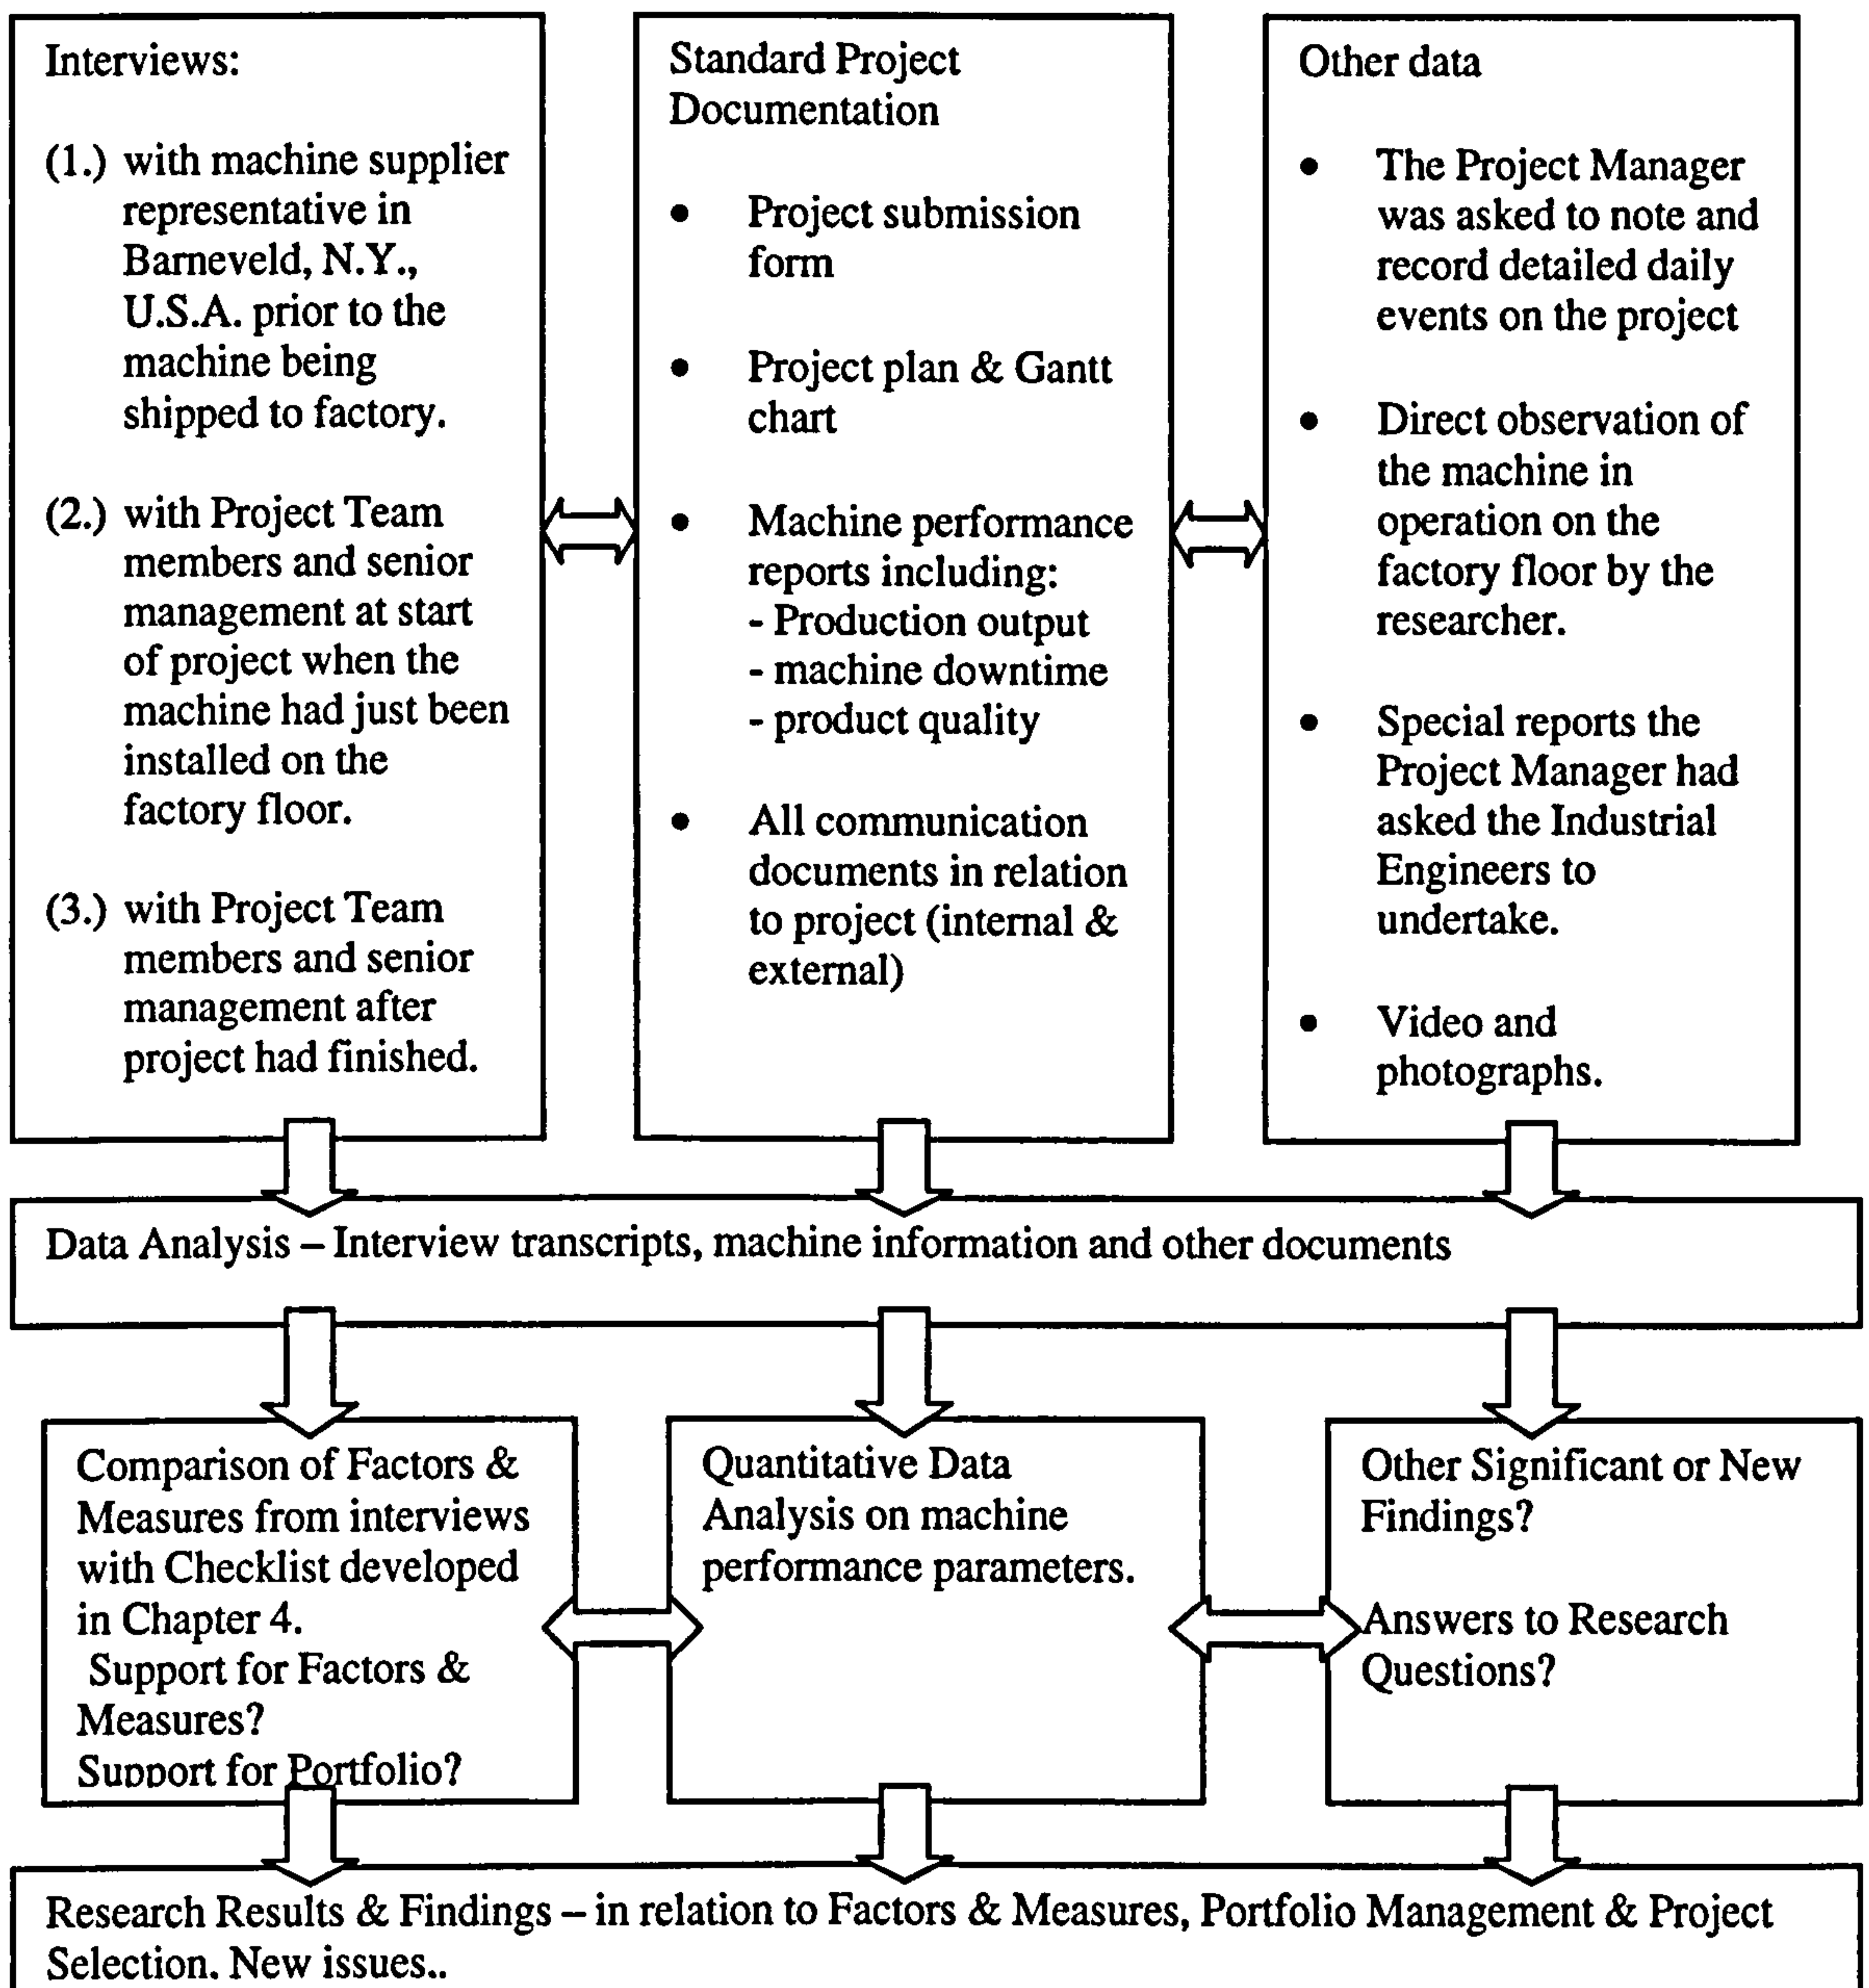 Interviews:
(1.) with machine supplier
representative in
Barneveld, N.Y.,
U.S.A. prior to the
machine being
shipped to factory.
(2.) with Project Team
members and senior
management at start
of project when the
machine had just been
installed on the
factory floor.
(3.) with Project Team
members and senior
management after
project had finished.
Standard Project
Documentation
• Project submission
form
• Project plan & Gantt
chart
• Machine performance
reports including:
- Production output
- machine downtime
- product quality
• All communication
documents in relation
to project (internal &
external)
Other data
• The Project Manager
was asked to note and
record detailed daily
events on the project
• Direct observation of
the machine in
operation on the
factory floor by the
researcher.
• Special reports the
Project Manager had
asked the Industrial
Engineers to
undertake.
• Video and
photographs.
Data Analysis – Interview transcripts, machine information and other documents
Comparison of Factors &
Measures from interviews
with Checklist developed
in Chapter 4.
Support for Factors &
Measures?
Support for Portfolio?
Quantitative Data
Analysis on machine
performance parameters.
Other Significant or New
Findings?
Answers to Research
Questions?
Research Results & Findings – in relation to Factors & Measures, Portfolio Management & Project
Selection. New issues..